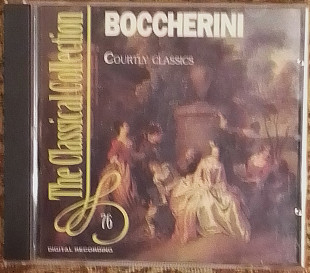 BOCCHERINI
COURTLY CLASSICS
The Classical Collection
76
DIGITAL RECORDING